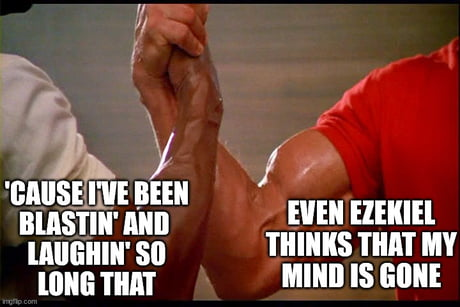 'CAUSE I'VE BEEN
BLASTIN' AND
LAUGHIN' SO
LONG THAT
EVEN EZEKIEL
THINKS THAT MY
MIND IS GONE
imgflip.com